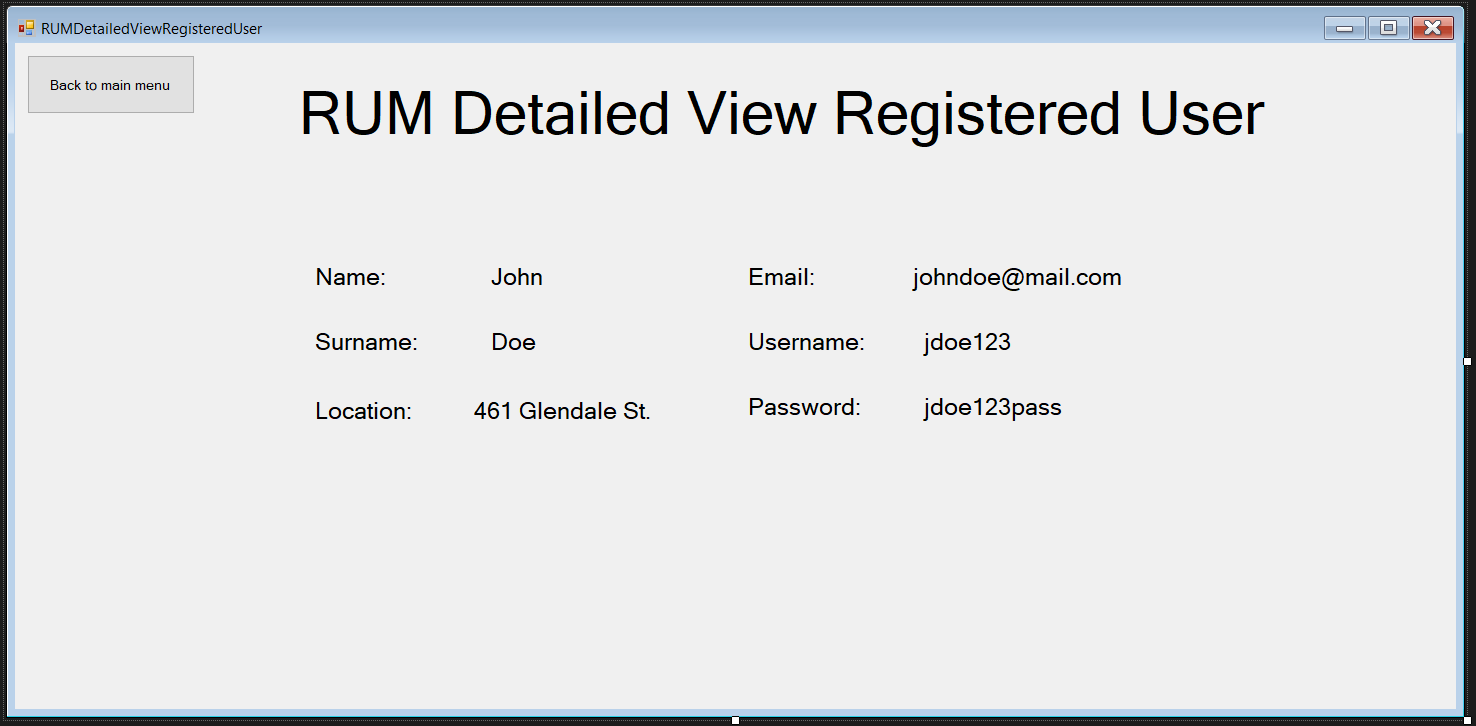 RUMDetailedViewRegisteredUser
Back to main menu
RUM Detailed View Registered User
Name: John Email: johndoe@mail.com
Surname: Doe Username: jdoe123
Location: 461 Glendale St. Password: jdoe123pass